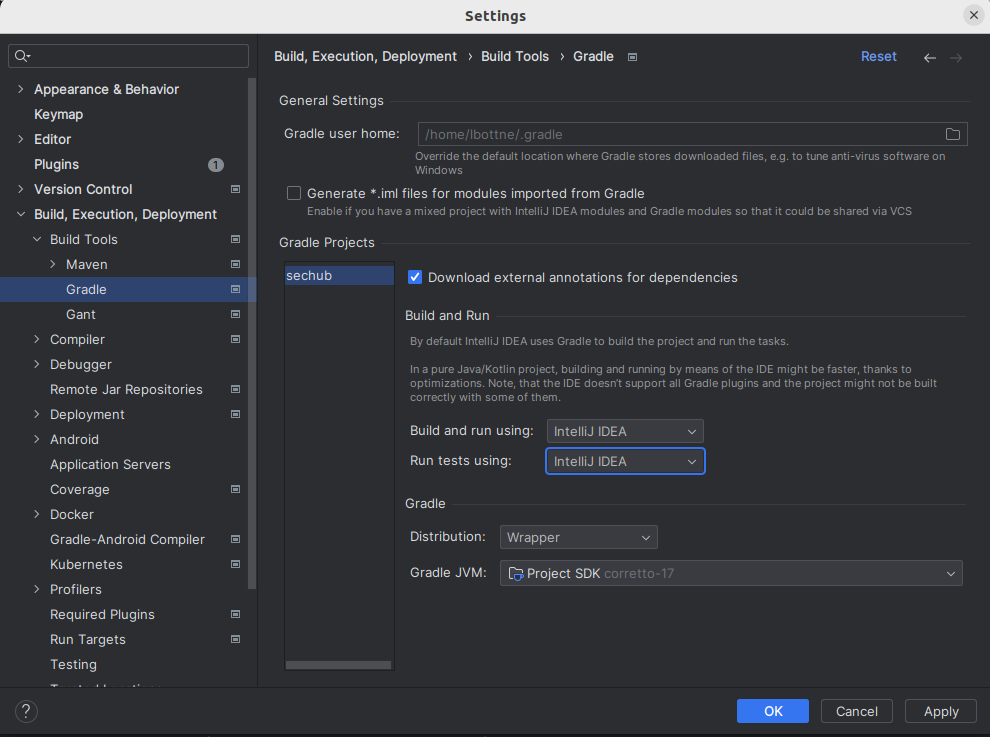 Settings
Appearance & Behavior
Keymap
Editor
Plugins 1
Version Control
Build, Execution, Deployment
Build Tools
Maven
Gradle
Gant
Compiler
Debugger
Remote Jar Repositories
Deployment
Android
Application Servers
Coverage
Docker
Gradle-Android Compiler
Kubernetes
Profilers
Required Plugins
Run Targets
Testing
Build, Execution, Deployment › Build Tools › Gradle
Reset
General Settings
Gradle user home: /home/lbottne/.gradle
Override the default location where Gradle stores downloaded files, e.g. to tune anti-virus software on
Windows
Generate *.iml files for modules imported from Gradle
Enable if you have a mixed project with IntelliJ IDEA modules and Gradle modules so that it could be shared via VCS
Gradle Projects
sechub
Download external annotations for dependencies
Build and Run
By default IntelliJ IDEA uses Gradle to build the project and run the tasks.
In a pure Java/Kotlin project, building and running by means of the IDE might be faster, thanks to
optimizations. Note, that the IDE doesn't support all Gradle plugins and the project might not be built
correctly with some of them.
Build and run using: IntelliJ IDEA
Run tests using: IntelliJ IDEA
Gradle
Distribution: Wrapper
Gradle JVM: Project SDK corretto-17
?
OK
Cancel
Apply